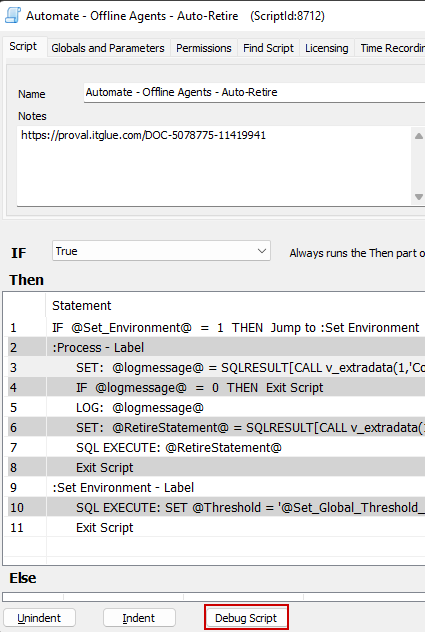 Automate - Offline Agents - Auto-Retire (ScriptId:8712)
Script Globals and Parameters Permissions Find Script Licensing Time Recordin
Name Automate - Offline Agents - Auto-Retire
Notes
https://proval.itglue.com/DOC-5078775-11419941
IF True Always runs the Then part o
Then
Statement
1 IF @Set_Environment@ = 1 THEN Jump to :Set Environment
2 :Process - Label
3 SET: @logmessage@ = SQLRESULT[CALL v_extradata(1,'Co
4 IF @logmessage@ = 0 THEN Exit Script
5 LOG: @logmessage@
6 SET: @RetireStatement@ = SQLRESULT[CALL v_extradata(1
7 SQL EXECUTE: @RetireStatement@
8 Exit Script
9 :Set Environment - Label
10 SQL EXECUTE: SET @Threshold = '@Set_Global_Threshold_
11 Exit Script
Else
Unindent Indent Debug Script